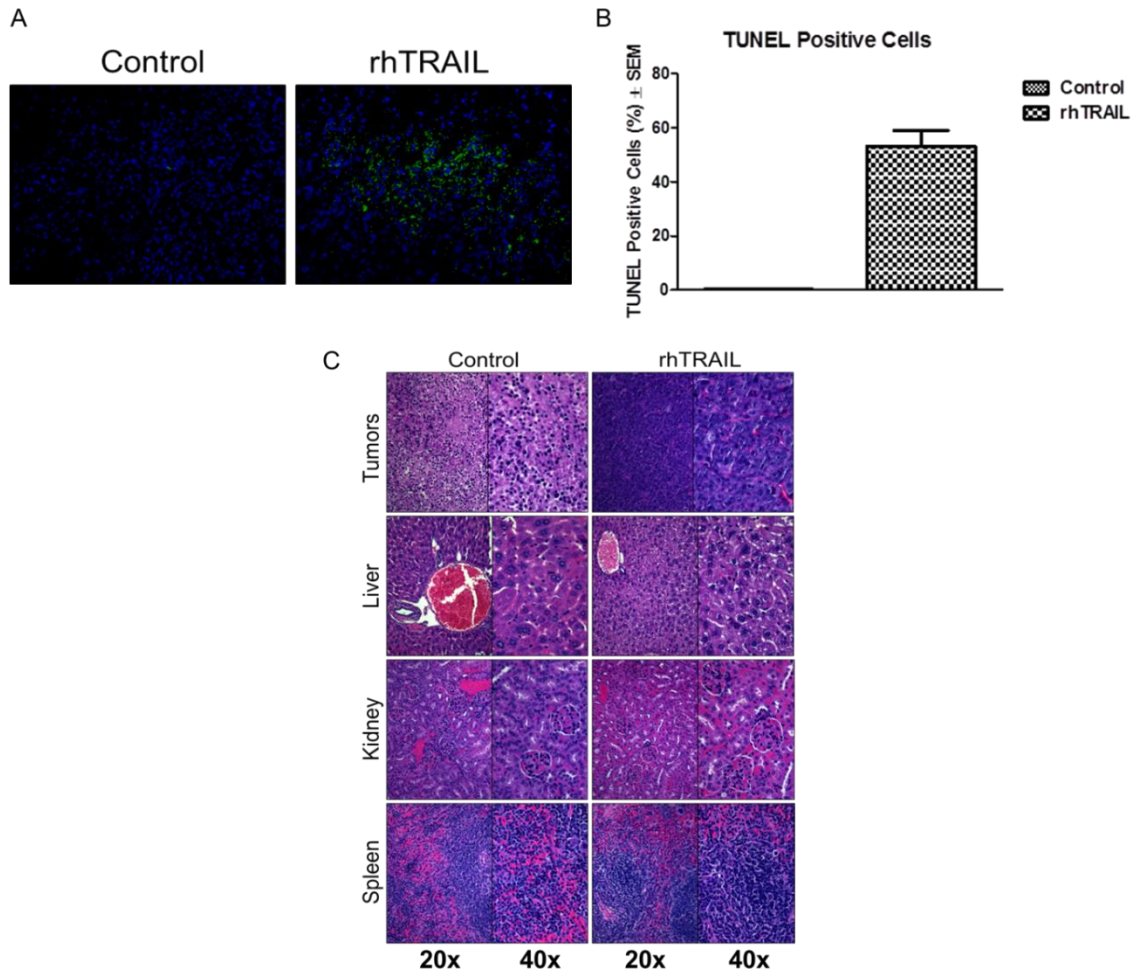 A
Control
rhTRAIL
B
TUNEL Positive Cells
TUNEL Positive Cells (%) ± SEM
80
60
40
20
0
Control
rhTRAIL
C
Control
rhTRAIL
Tumors
Liver
Kidney
Spleen
20x
40x
20x
40x